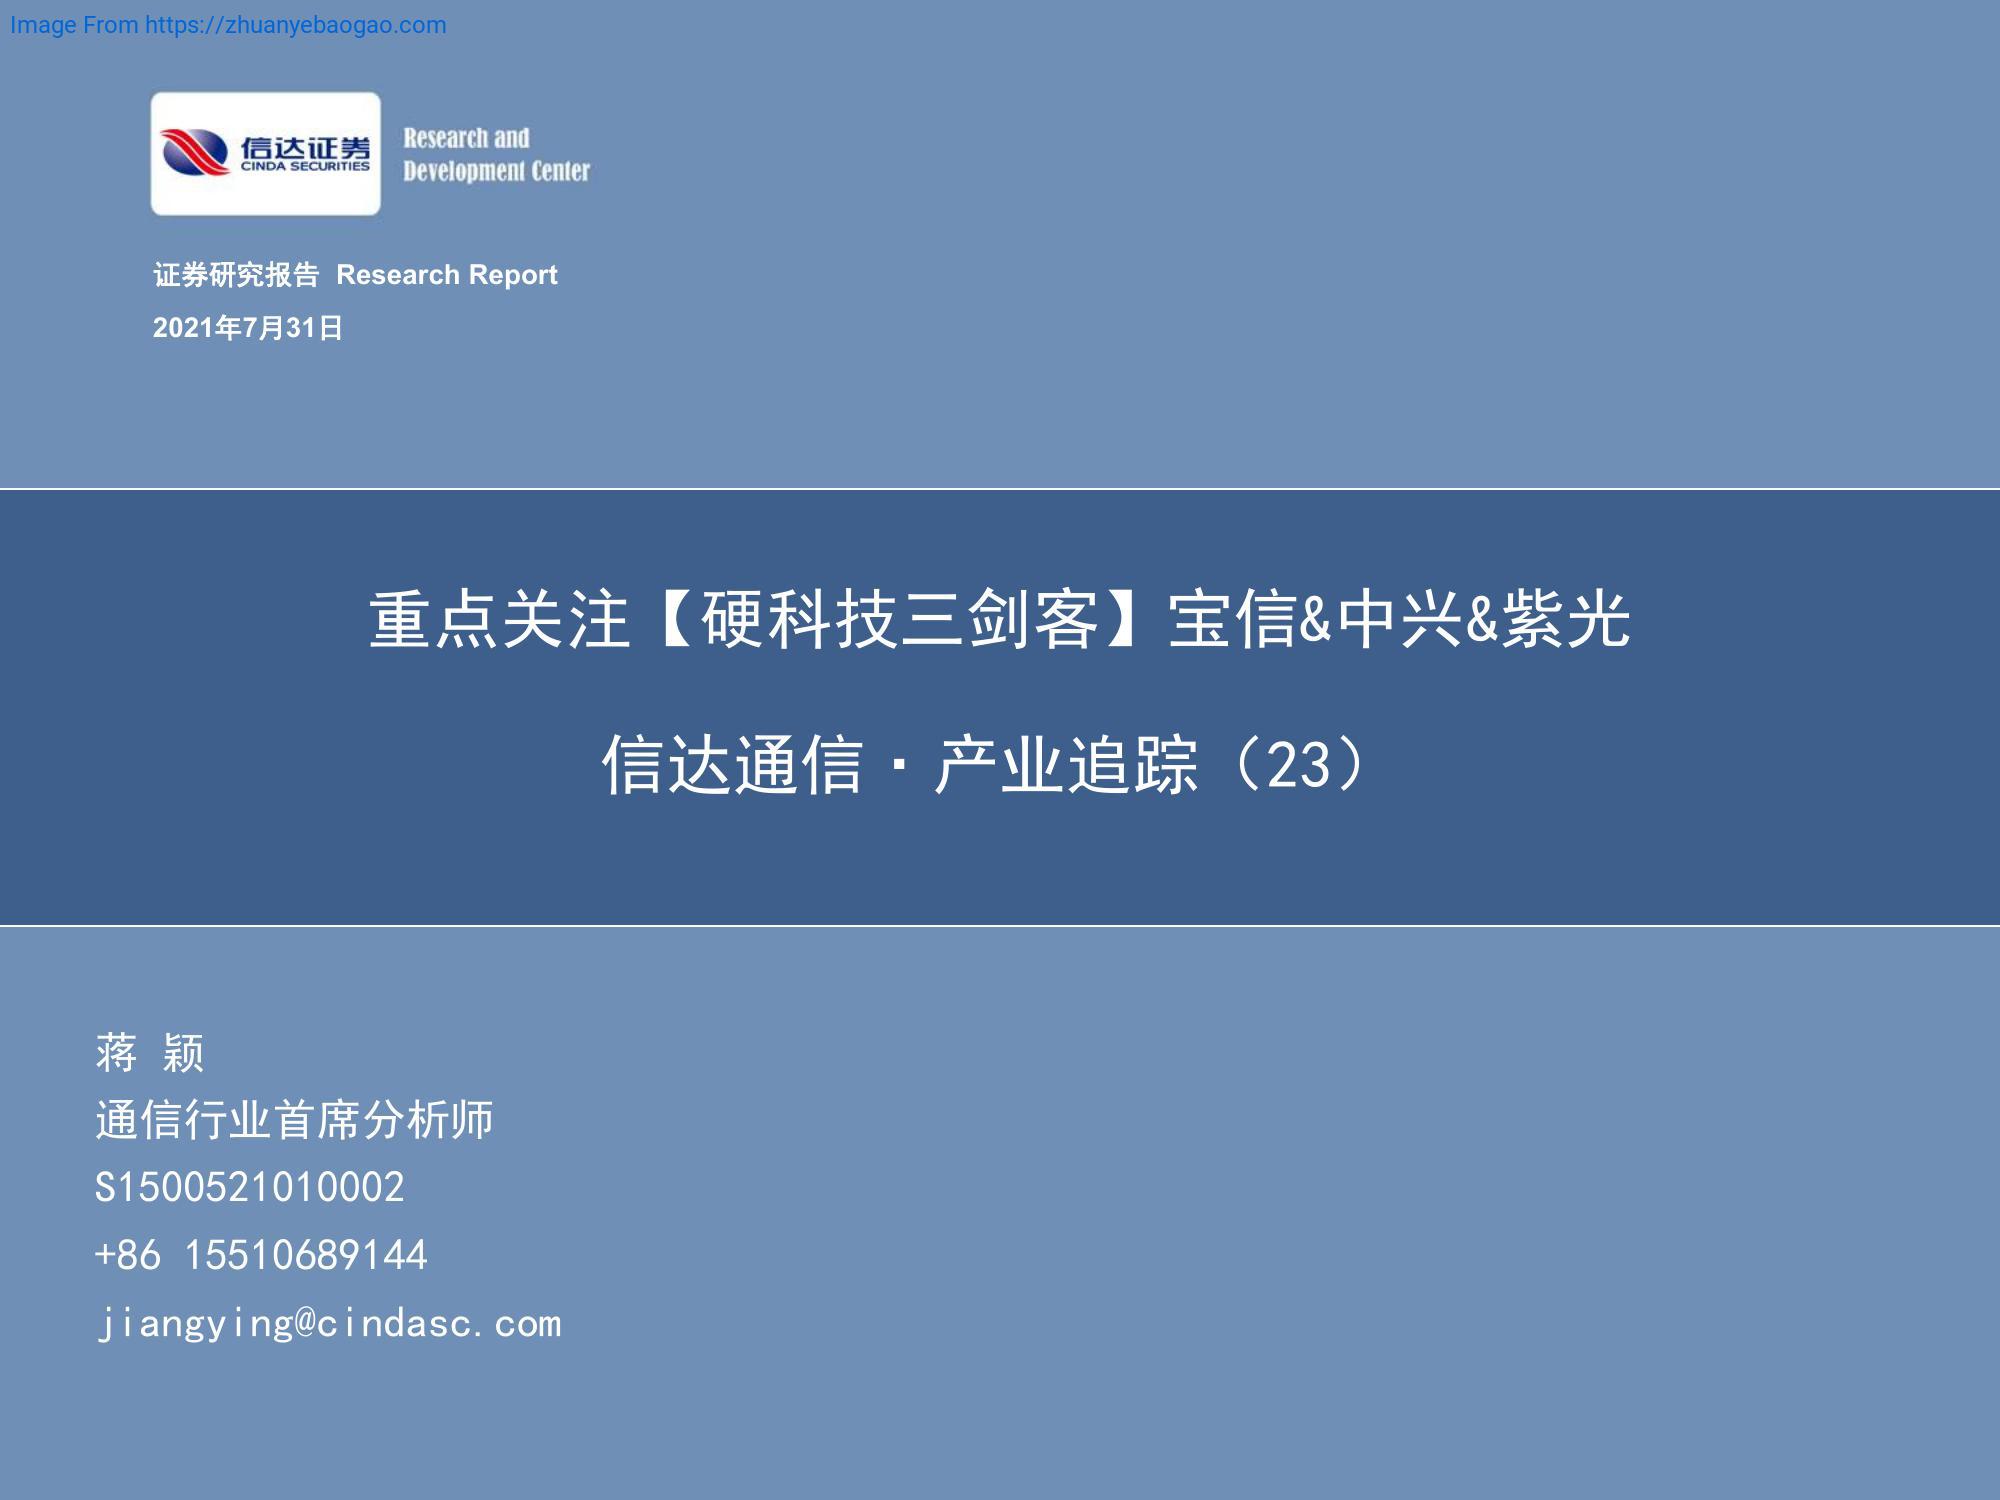 Image From https://zhuanyebaogao.com
信达证券
CINDA SECURITIES
Research and
Development Center
证券研究报告 Research Report
2021年7月31日
重点关注【硬科技三剑客】宝信&中兴&紫光
信达通信·产业追踪（23）
蒋 颖
通信行业首席分析师
S1500521010002
+86 15510689144
jiangying@cindasc.com